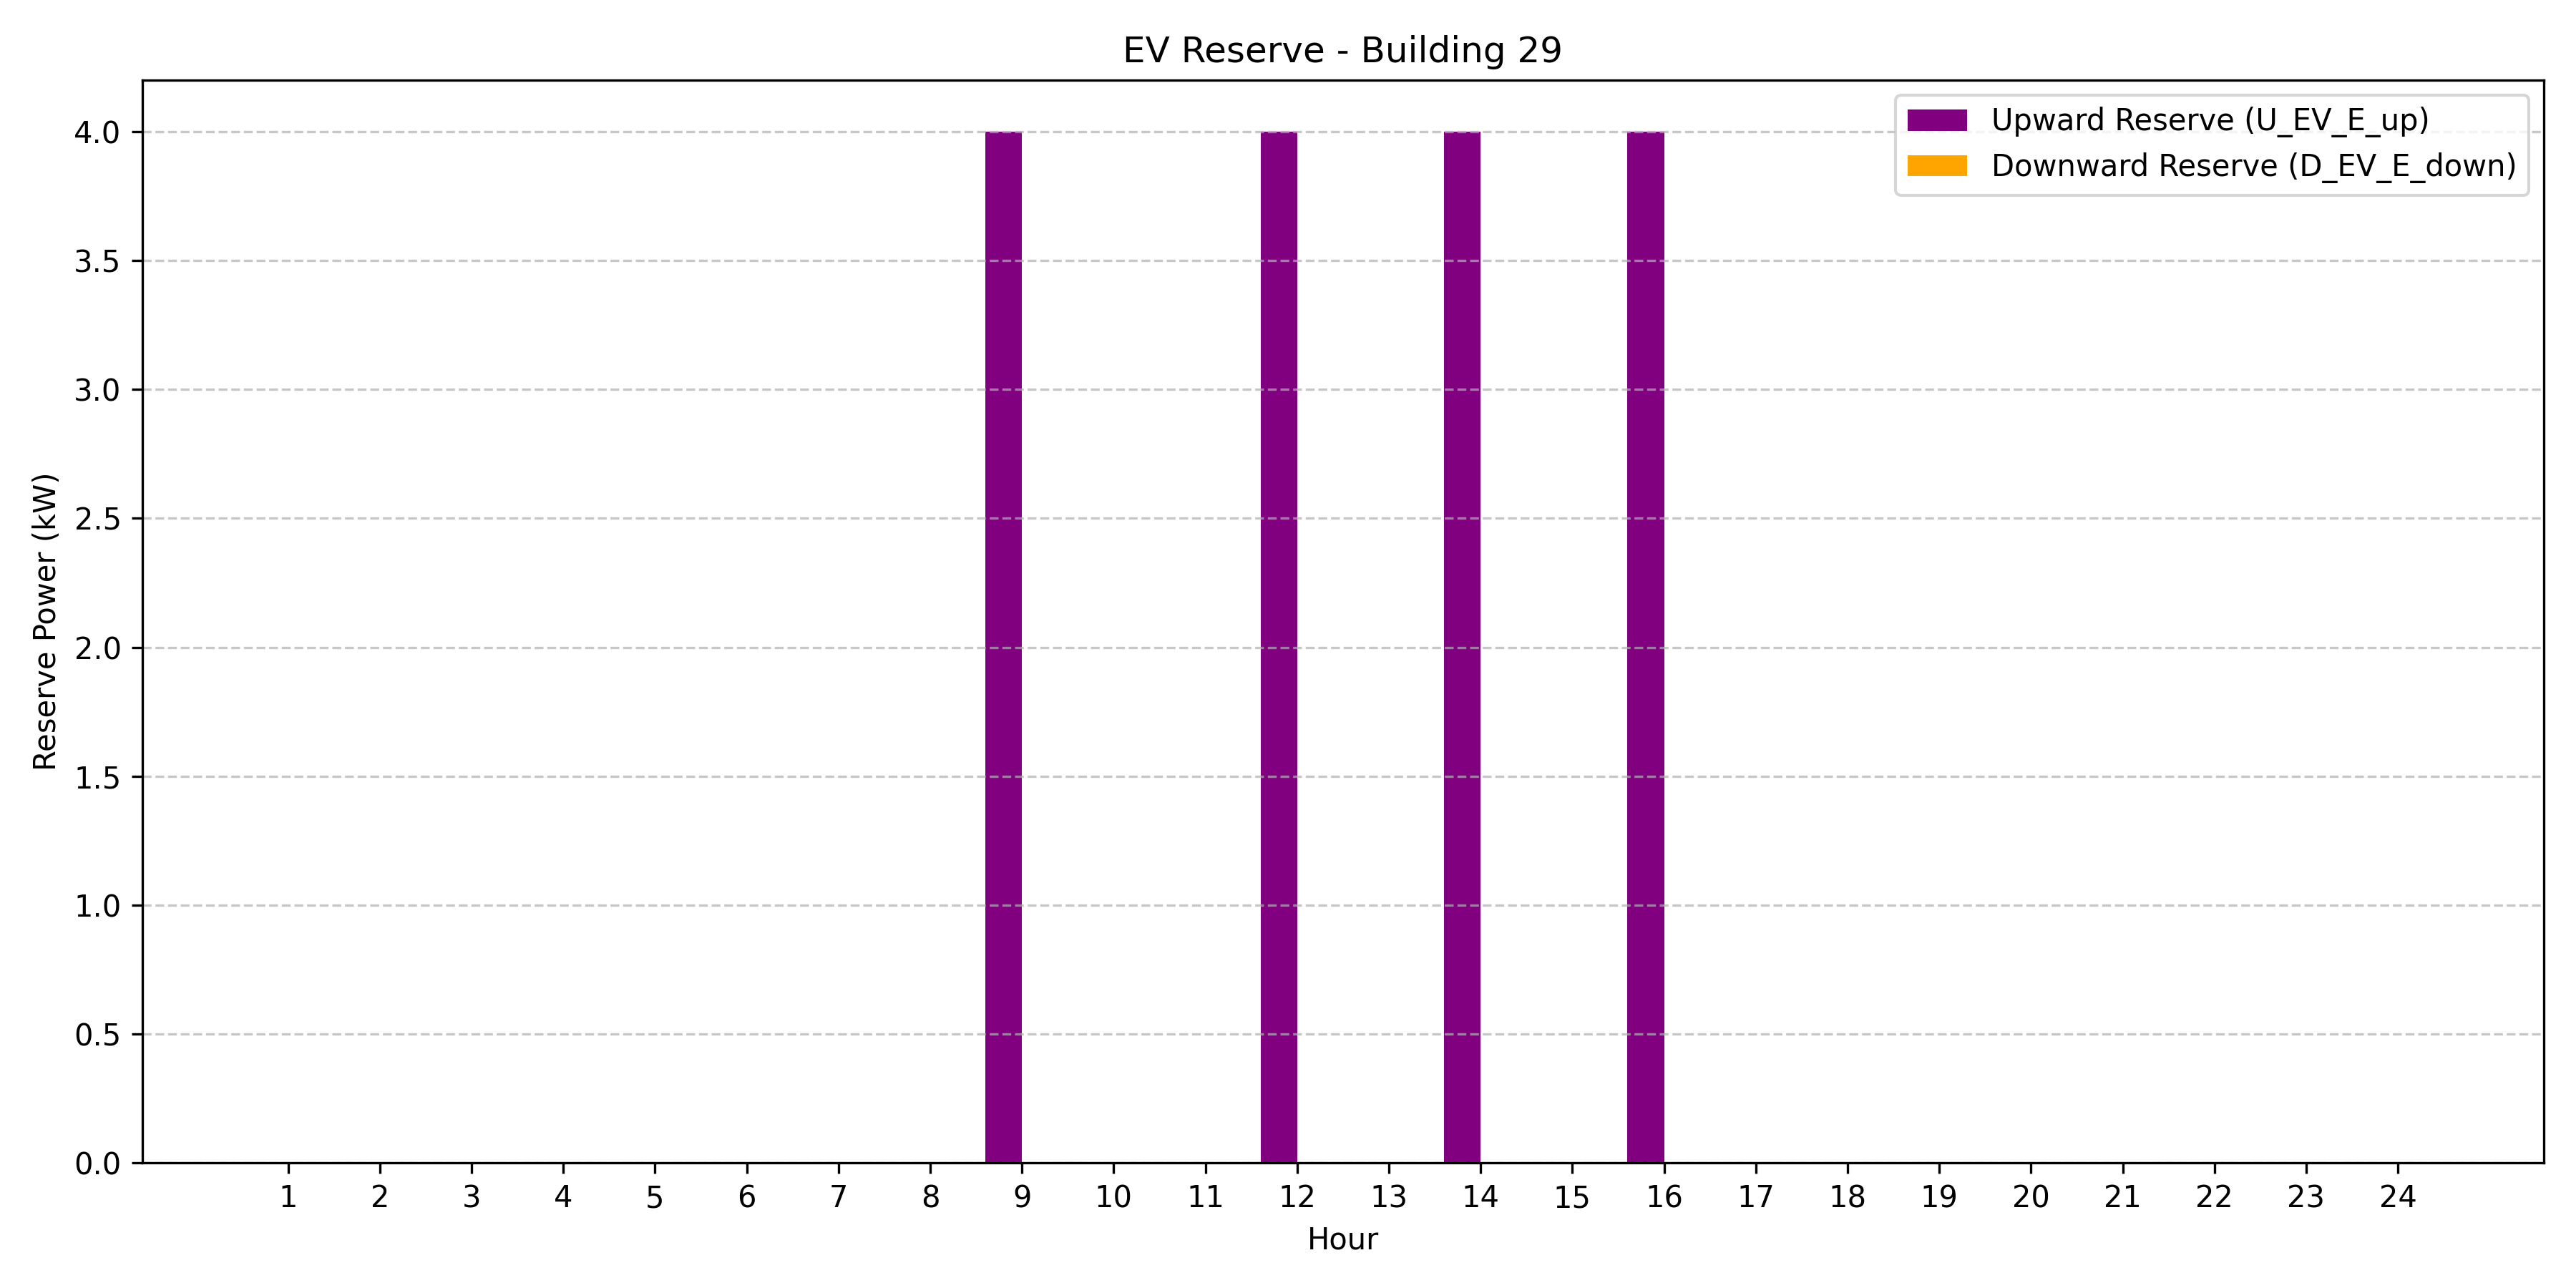 EV Reserve - Building 29
Upward Reserve (U_EV_E_up)
Downward Reserve (D_EV_E_down)
Reserve Power (kW)
4.0
3.5
3.0
2.5
2.0
1.5
1.0
0.5
0.0
1 2 3 4 5 6 7 8 9 10 11 12 13 14 15 16 17 18 19 20 21 22 23 24
Hour